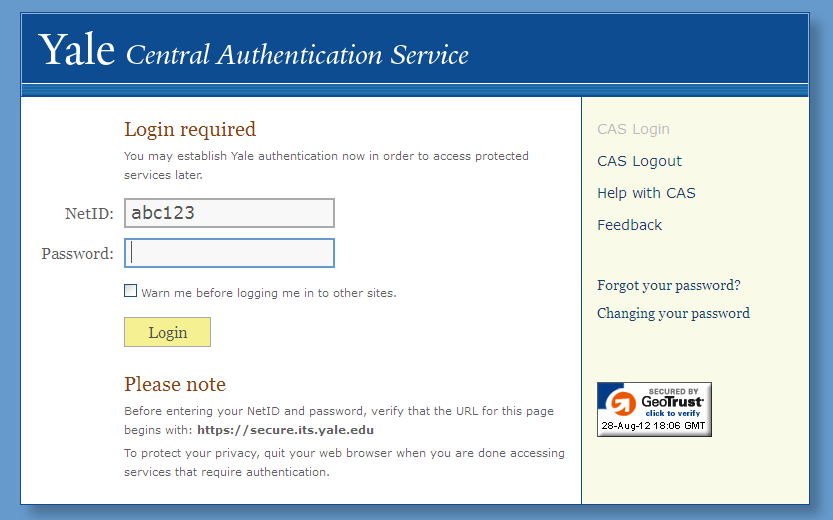 Yale Central Authentication Service
Login required
You may establish Yale authentication now in order to access protected
services later.
NetID: abc123
Password:
Warn me before logging me in to other sites.
Login
Please note
Before entering your NetID and password, verify that the URL for this page
begins with: https://secure.its.yale.edu
To protect your privacy, quit your web browser when you are done accessing
services that require authentication.
CAS Login
CAS Logout
Help with CAS
Feedback
Forgot your password?
Changing your password
SECURED BY
GeoTrust
click to verify
28-Aug-12 18:06 GMT